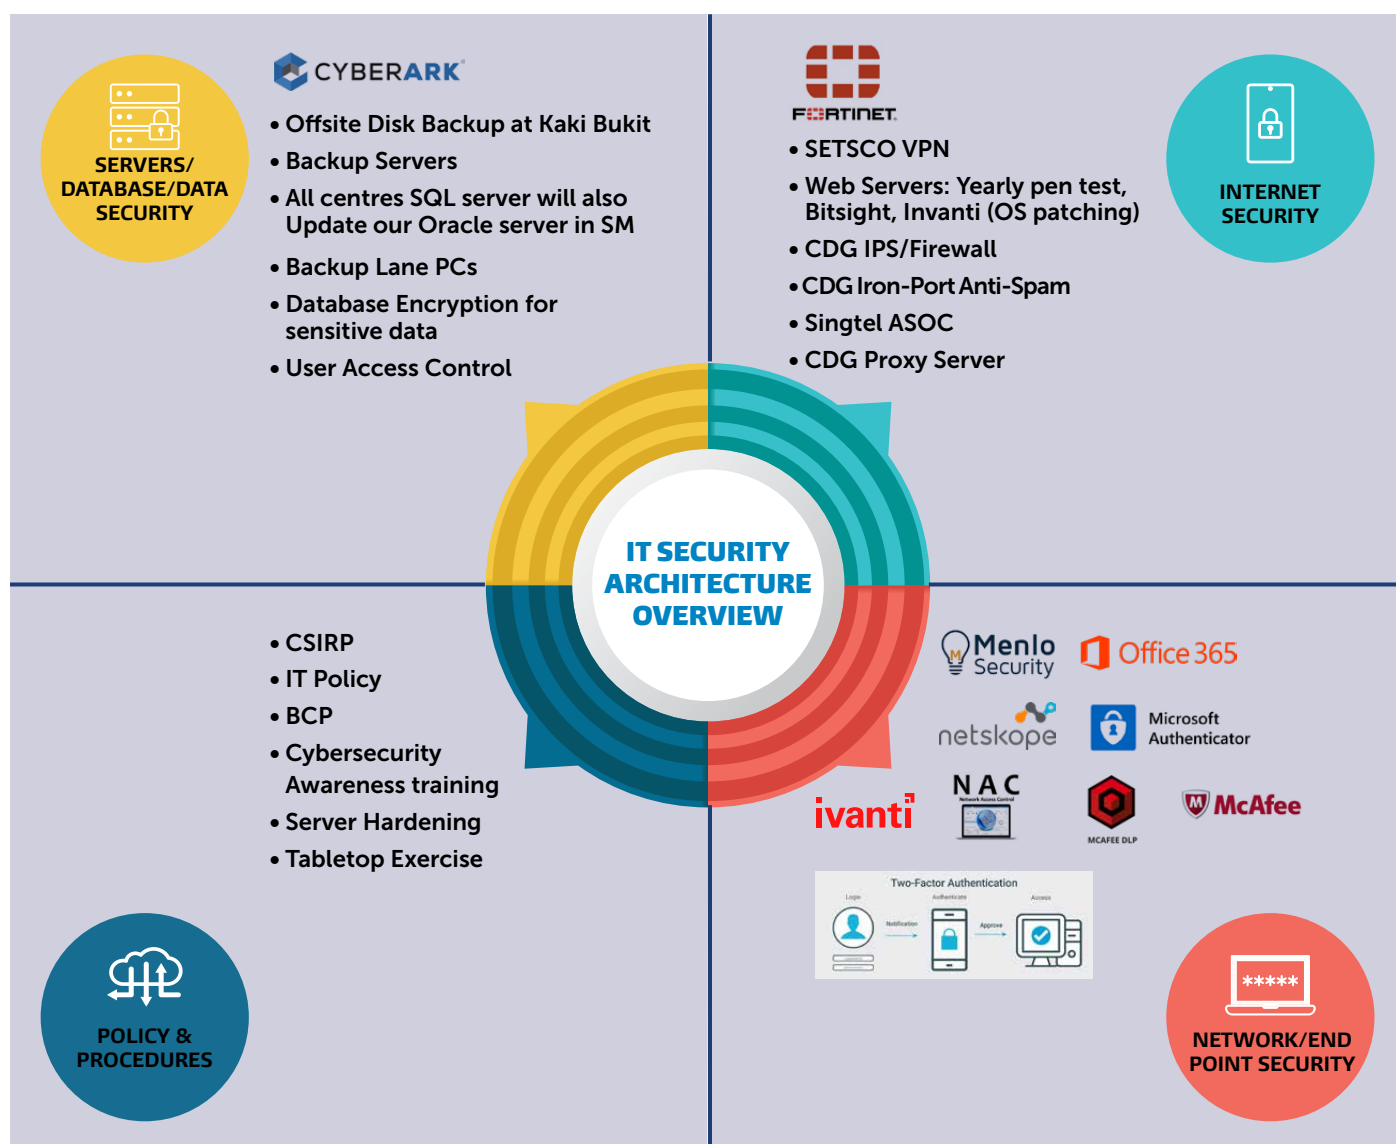 CYBERARK
• Offsite Disk Backup at Kaki Bukit
• Backup Servers
• All centres SQL server will also
Update our Oracle server in SM
• Backup Lane PCs
• Database Encryption for
sensitive data
• User Access Control
SERVERS/
DATABASE/DATA
SECURITY
FORTINET
• SETSCO VPN
• Web Servers: Yearly pen test,
Bitsight, Invanti (OS patching)
• CDG IPS/Firewall
• CDG Iron-Port Anti-Spam
• Singtel ASOC
• CDG Proxy Server
INTERNET
SECURITY
IT SECURITY
ARCHITECTURE
OVERVIEW
• CSIRP
• IT Policy
• BCP
• Cybersecurity
Awareness training
• Server Hardening
• Tabletop Exercise
POLICY &
PROCEDURES
Menlo
Security
Office 365
netskope
Microsoft
Authenticator
ivanti
NAC
Network Access Control
MCAFEE DLP
McAfee
Two-Factor Authentication
Login
Authenticate
Access
Notification
Approve
*****
NETWORK/END
POINT SECURITY